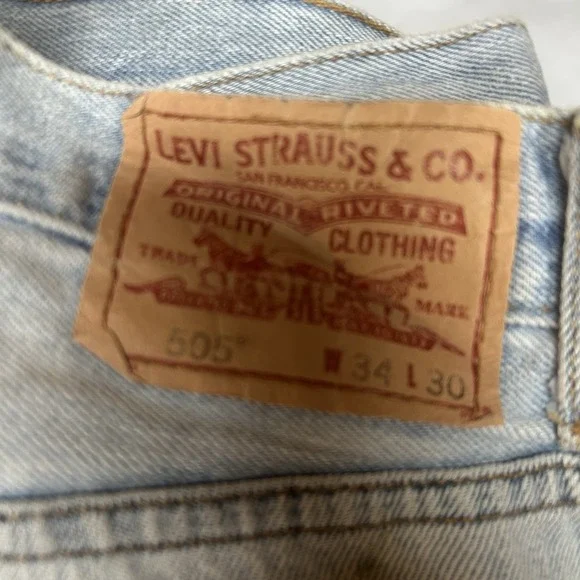 LEVI STRAUSS & CO.
SAN FRANCISCO, CAL.
ORIGINAL RIVETED
QUALITY CLOTHING
TRADE MARK
505® W 34 L 30